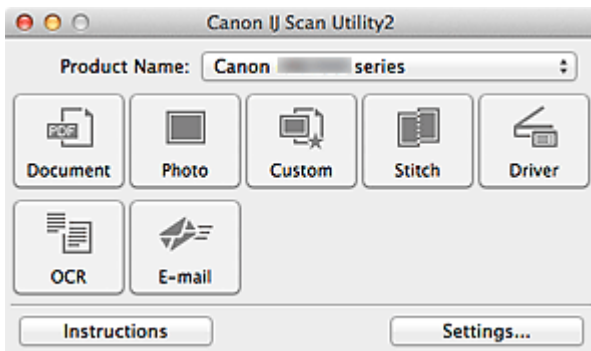 Canon IJ Scan Utility2
Product Name: Canon series
PDF
Document Photo Custom Stitch Driver
OCR E-mail
Instructions Settings...